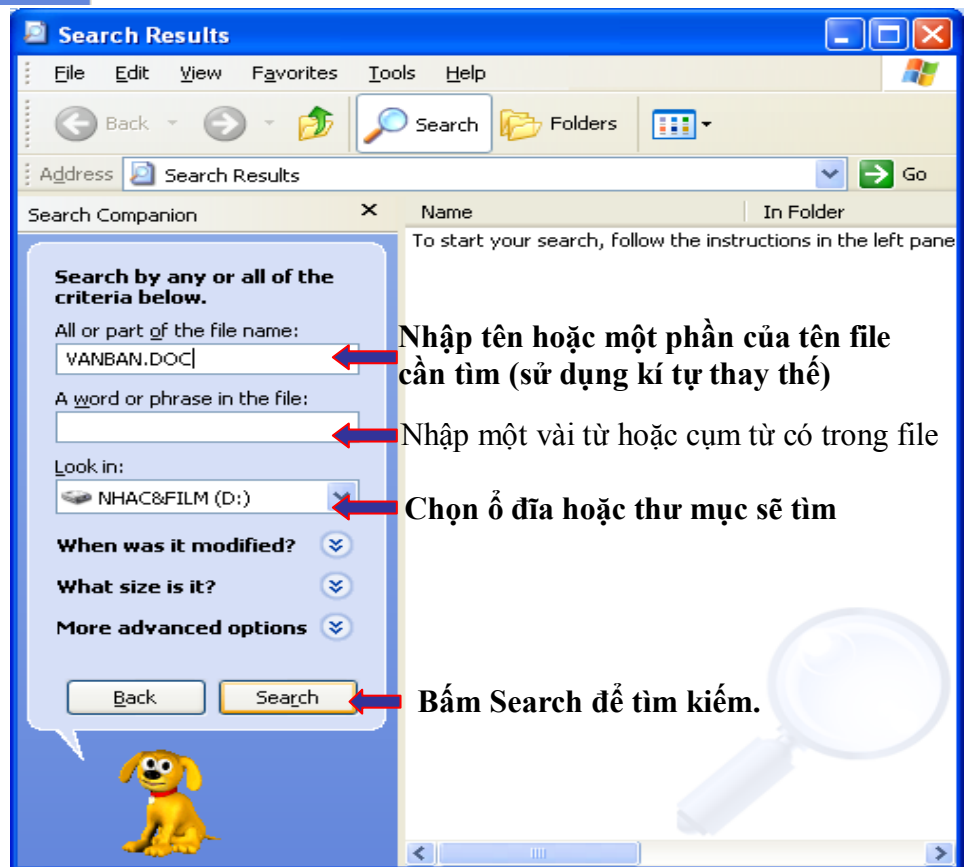 Search Results
File Edit View Favorites Tools Help
Back Search Folders
Address Search Results Go
Search Companion × Name In Folder
To start your search, follow the instructions in the left pane
Search by any or all of the
criteria below.
All or part of the file name:
VANBAN.DOC
Nhập tên hoặc một phần của tên file
cần tìm (sử dụng kí tự thay thế)
A word or phrase in the file:
Nhập một vài từ hoặc cụm từ có trong file
Look in:
NHAC&FILM (D:)
Chọn ổ đĩa hoặc thư mục sẽ tìm
When was it modified?
What size is it?
More advanced options
Back Search
Bấm Search để tìm kiếm.